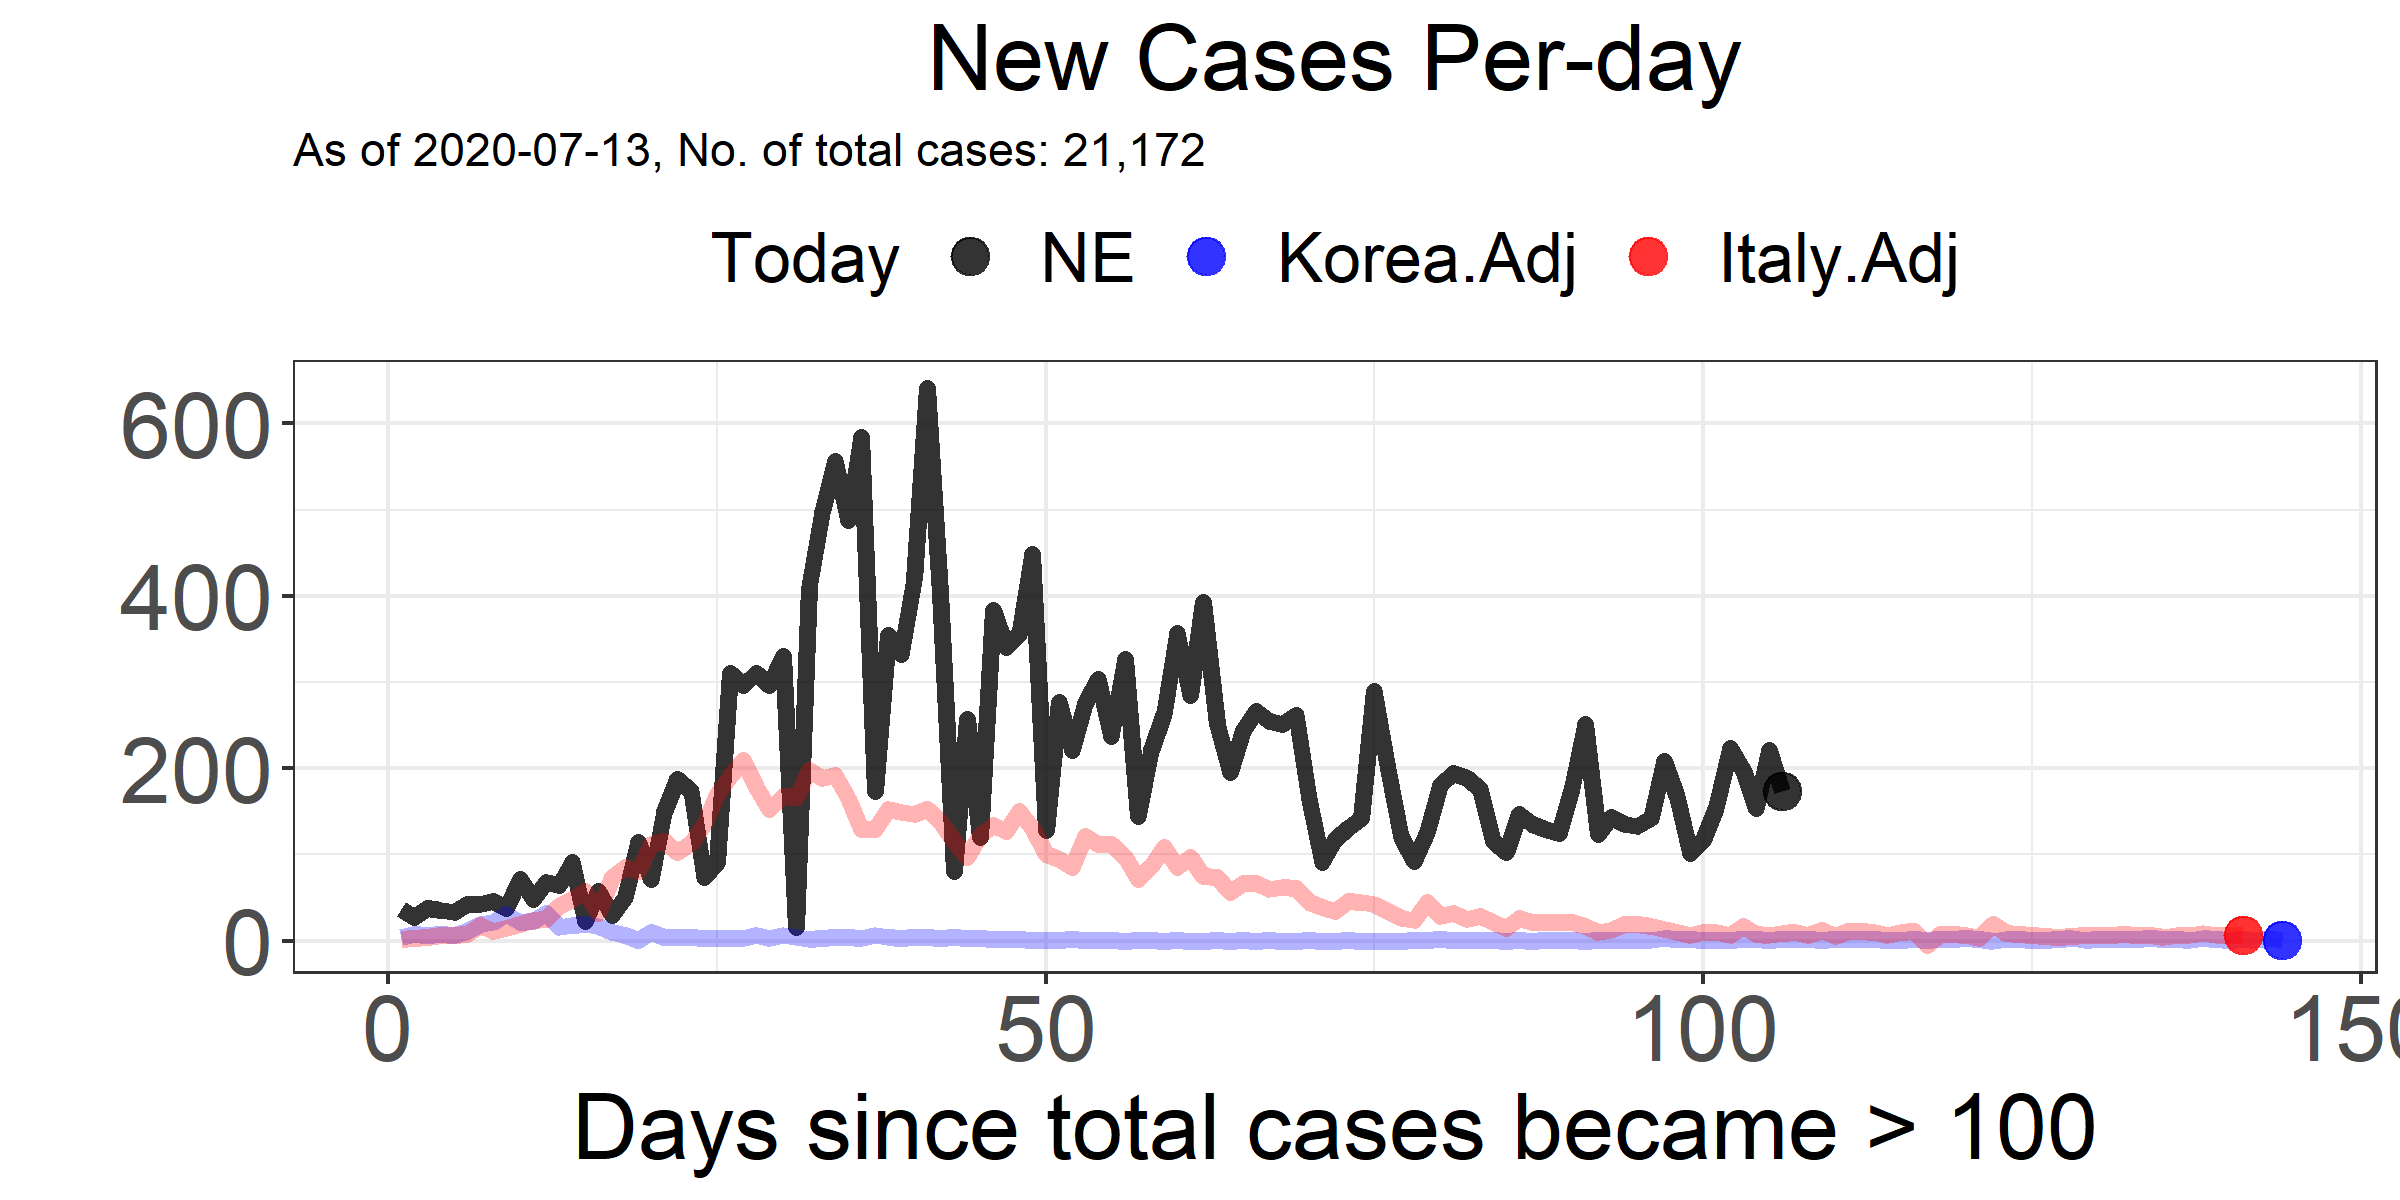 New Cases Per-day
As of 2020-07-13, No. of total cases: 21,172
Today NE Korea.Adj Italy.Adj
600
400
200
0
0 50 100 150
Days since total cases became > 100